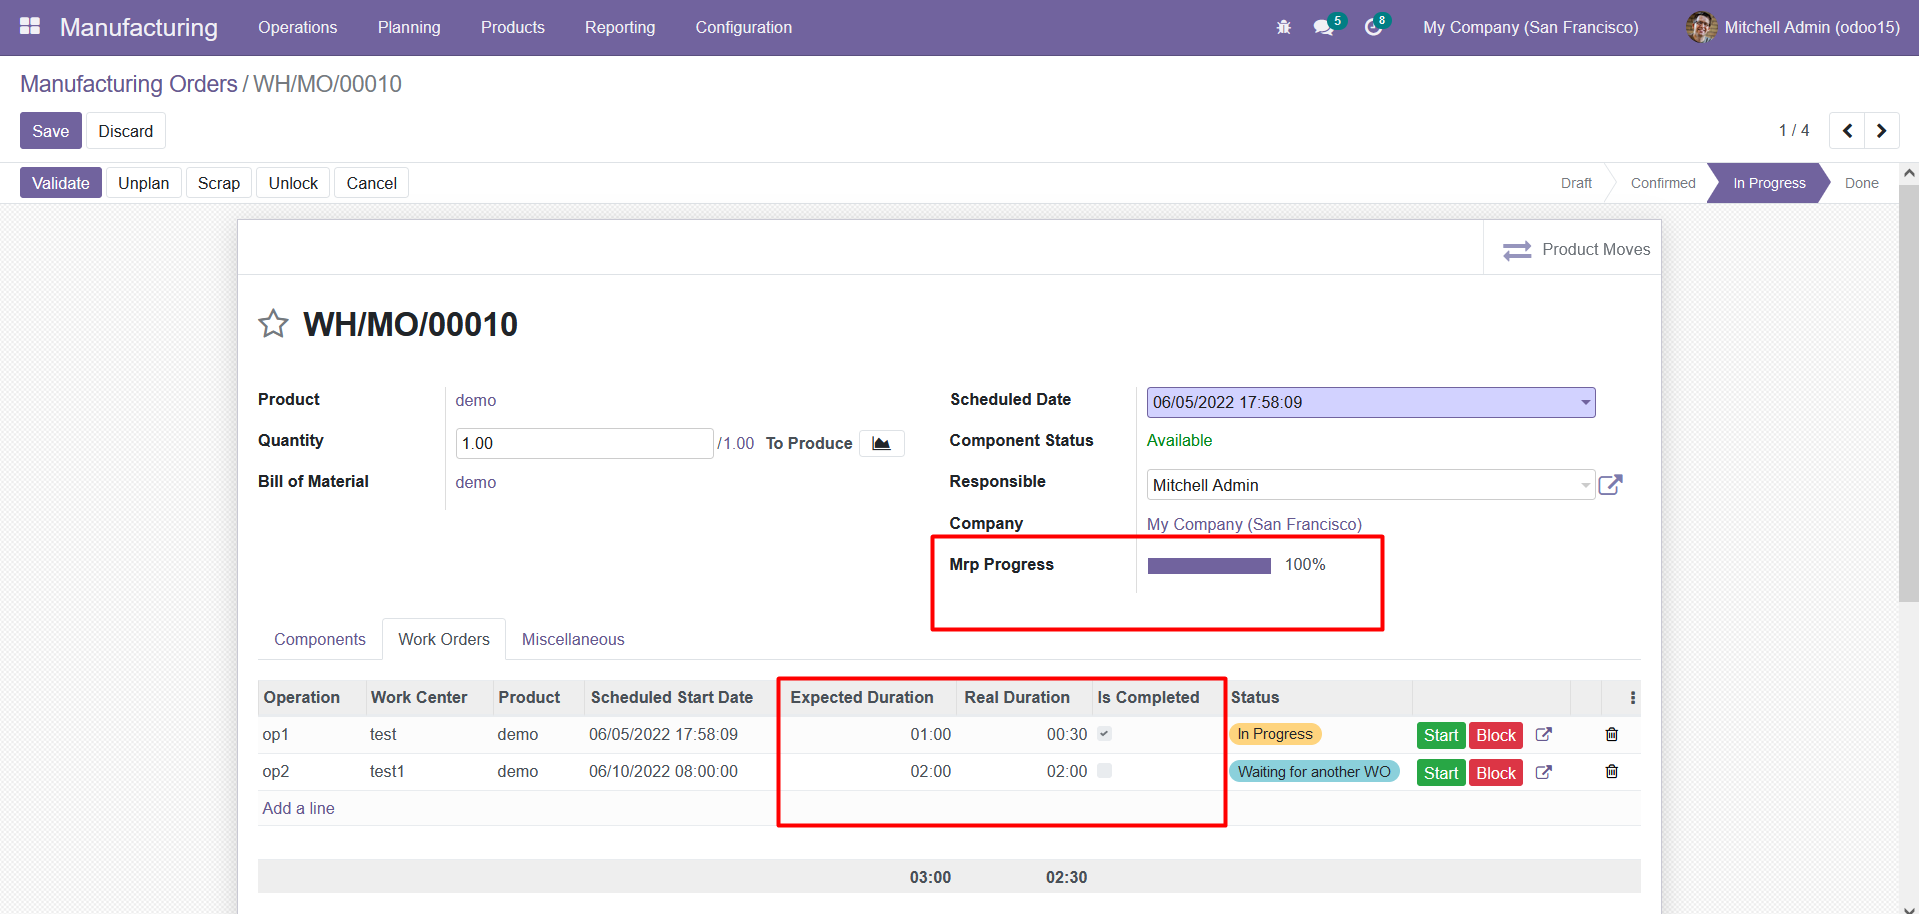 Manufacturing Operations Planning Products Reporting Configuration 5 8 My Company (San Francisco) Mitchell Admin (odoo15)
Manufacturing Orders / WH/MO/00010
Save Discard 1 / 4
Validate Unplan Scrap Unlock Cancel Draft Confirmed In Progress Done
Product Moves
WH/MO/00010
Product demo
Quantity 1.00 /1.00 To Produce
Bill of Material demo
Scheduled Date 06/05/2022 17:58:09
Component Status Available
Responsible Mitchell Admin
Company My Company (San Francisco)
Mrp Progress 100%
Components Work Orders Miscellaneous
Operation Work Center Product Scheduled Start Date Expected Duration Real Duration Is Completed Status
op1 test demo 06/05/2022 17:58:09 01:00 00:30 In Progress Start Block
op2 test1 demo 06/10/2022 08:00:00 02:00 02:00 Waiting for another WO Start Block
Add a line
03:00 02:30